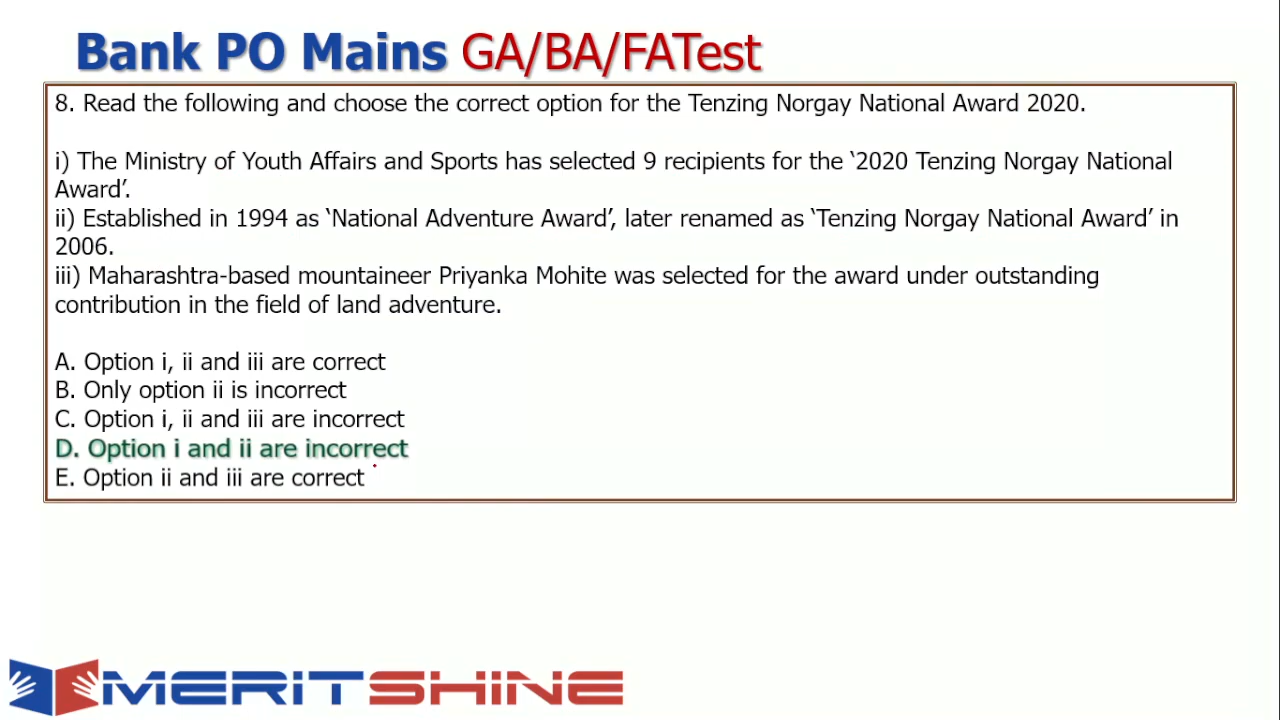 Bank PO Mains GA/BA/FATest
8. Read the following and choose the correct option for the Tenzing Norgay National Award 2020.
i) The Ministry of Youth Affairs and Sports has selected 9 recipients for the ‘2020 Tenzing Norgay National
Award’.
ii) Established in 1994 as ‘National Adventure Award’, later renamed as ‘Tenzing Norgay National Award’ in
2006.
iii) Maharashtra-based mountaineer Priyanka Mohite was selected for the award under outstanding
contribution in the field of land adventure.
A. Option i, ii and iii are correct
B. Only option ii is incorrect
C. Option i, ii and iii are incorrect
D. Option i and ii are incorrect
E. Option ii and iii are correct
MERITSHINE